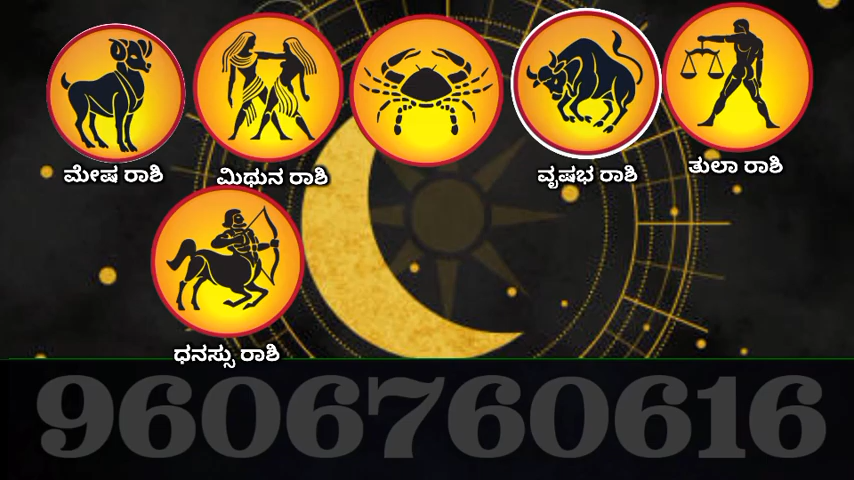 ಮೇಷ ರಾಶಿ ಮಿಥುನ ರಾಶಿ ವೃಷಭ ರಾಶಿ ತುಲಾ ರಾಶಿ
ಧನಸ್ಸು ರಾಶಿ
9606760616